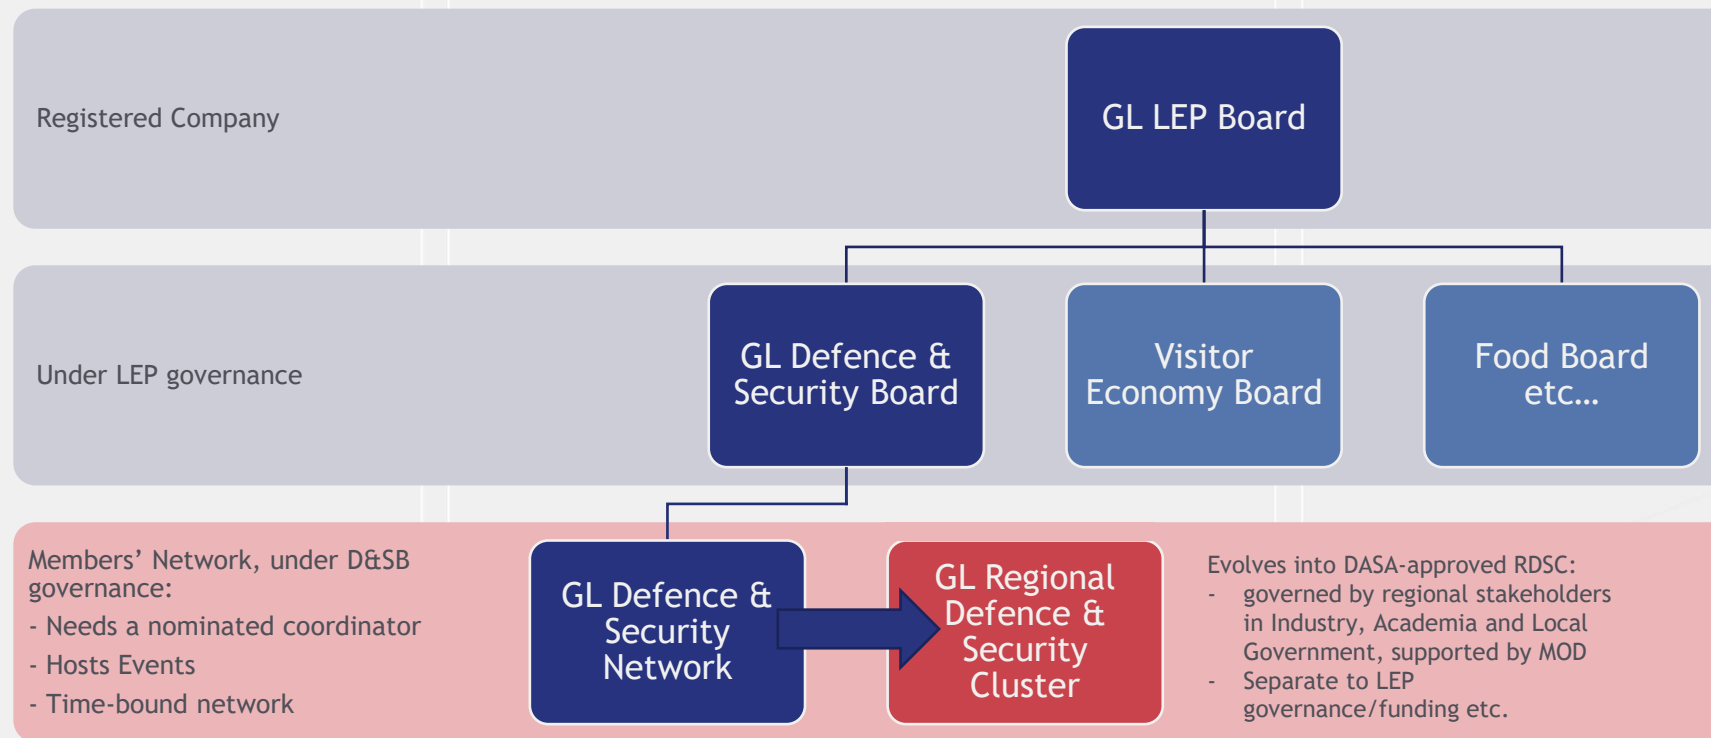 Registered Company
GL LEP Board
Under LEP governance
GL Defence &
Security Board
Visitor
Economy Board
Food Board
etc…
Members’ Network, under D&SB
governance:
- Needs a nominated coordinator
- Hosts Events
- Time-bound network
GL Defence &
Security
Network
GL Regional
Defence &
Security
Cluster
Evolves into DASA-approved RDSC:
- governed by regional stakeholders
in Industry, Academia and Local
Government, supported by MOD
- Separate to LEP
governance/funding etc.